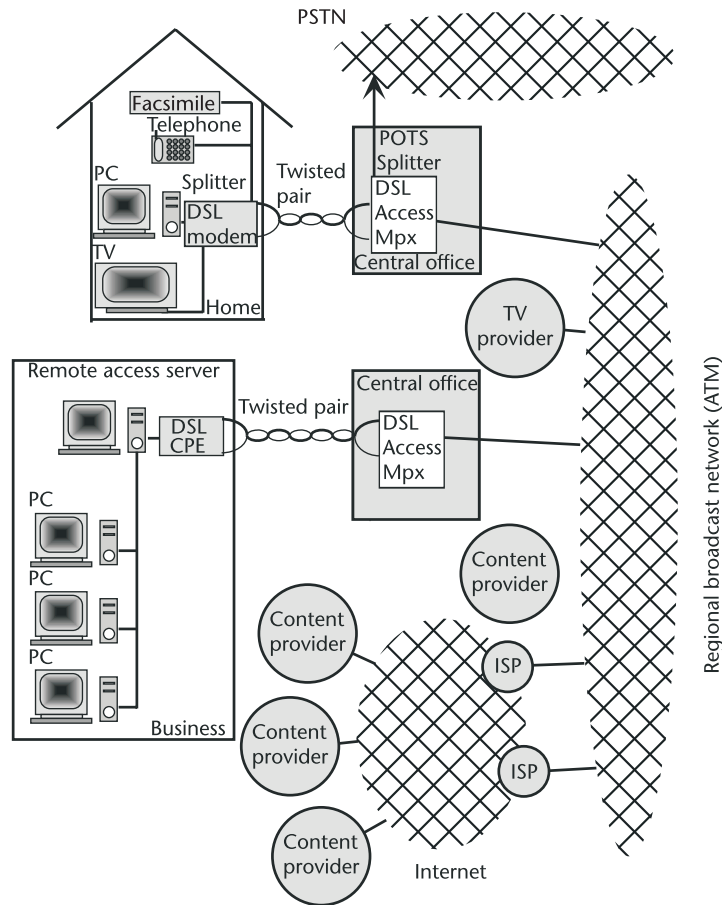 PSTN
Facsimile
Telephone
PC
Splitter
DSL
modem
TV
Home
Twisted
pair
POTS
Splitter
DSL
Access
Mpx
Central office
TV
provider
Remote access server
DSL
CPE
Twisted pair
Central office
DSL
Access
Mpx
PC
PC
PC
Business
Content
provider
Content
provider
ISP
Content
provider
ISP
Content
provider
Internet
Regional broadcast network (ATM)